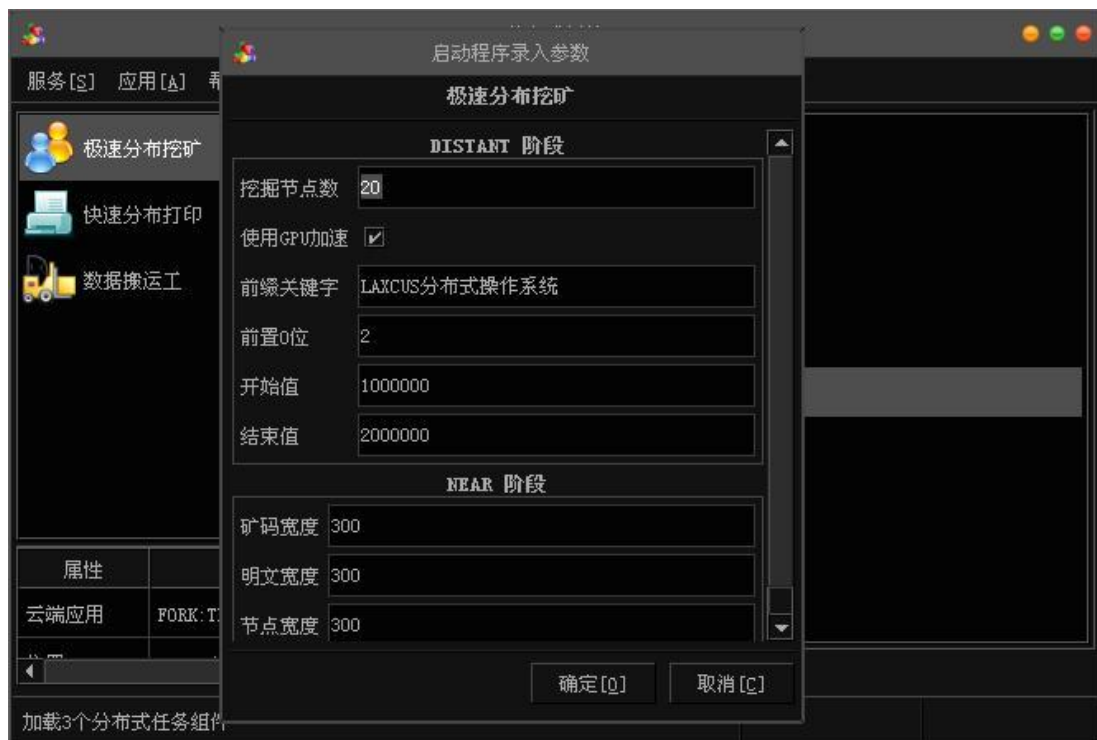 启动程序录入参数
服务[S] 应用[A]
极速分布挖矿
极速分布挖矿
快速分布打印
数据搬运工
DISTANT 阶段
挖掘节点数 20
使用GPU加速
前缀关键字 LAXCUS分布式操作系统
前置0位 2
开始值 1000000
结束值 2000000
NEAR 阶段
矿码宽度 300
明文宽度 300
节点宽度 300
属性
云端应用 FORK:T
确定[O] 取消[C]
加载3个分布式任务组件